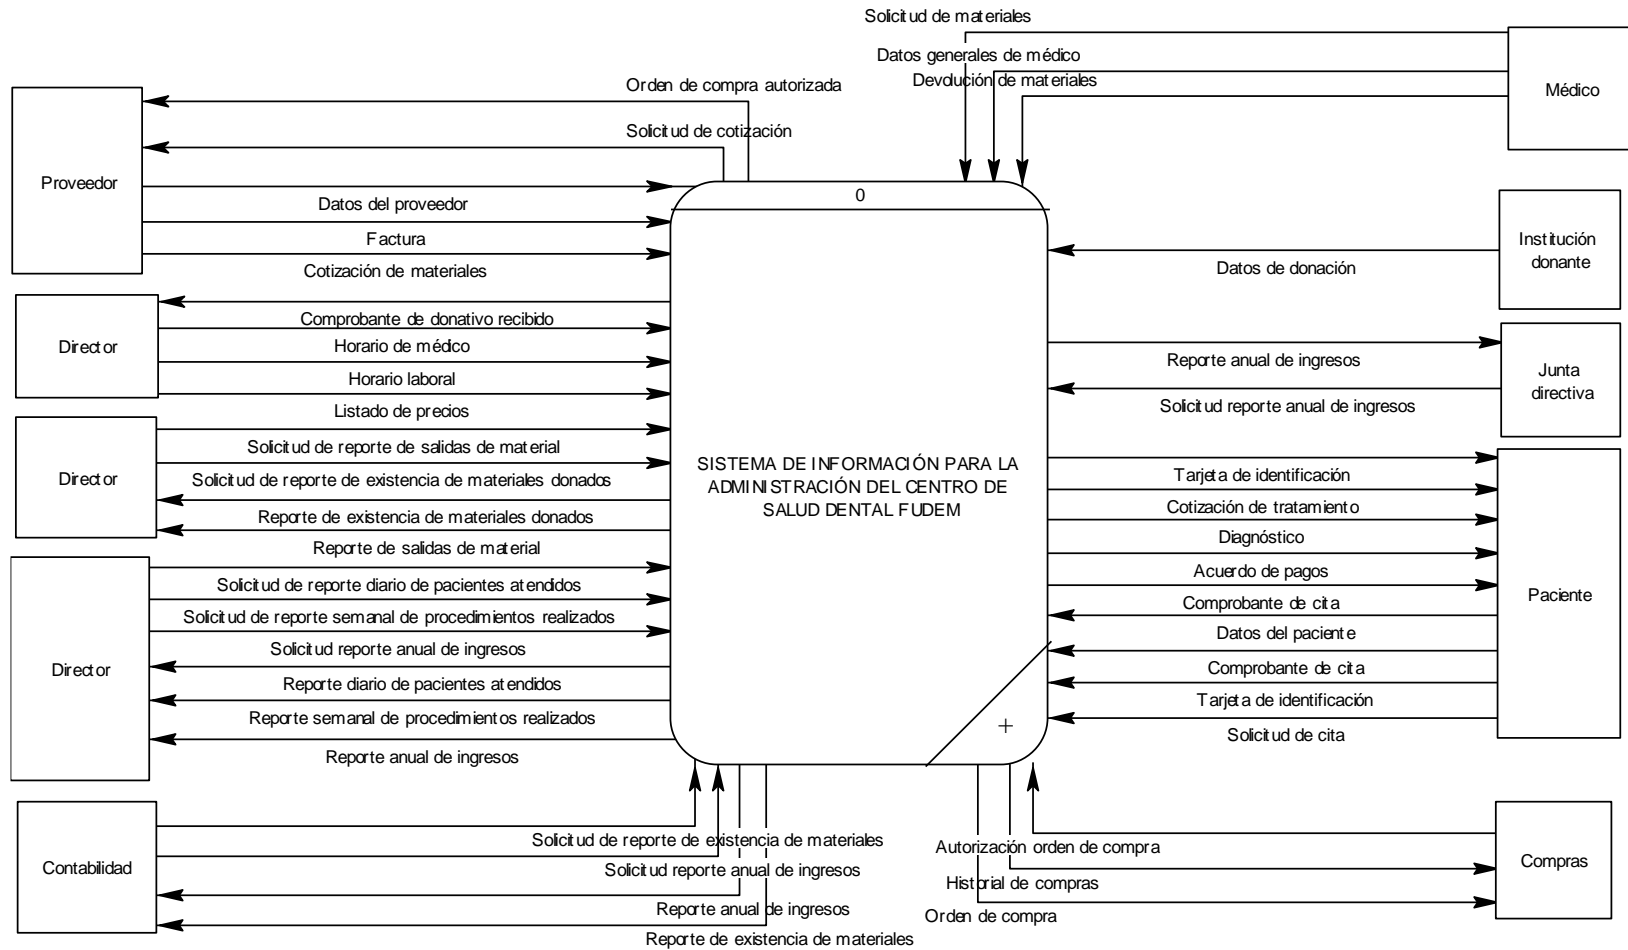 Solicitud de materiales
Datos generales de médico
Devolución de materiales
Médico
Orden de compra autorizada
Solicitud de cotización
Proveedor
Datos del proveedor
Factura
Cotización de materiales
0
Institución
donante
Datos de donación
Director
Comprobante de donativo recibido
Horario de médico
Horario laboral
Listado de precios
Reporte anual de ingresos
Solicitud reporte anual de ingresos
Junta
directiva
Director
Solicitud de reporte de salidas de material
Solicitud de reporte de existencia de materiales donados
Reporte de existencia de materiales donados
Reporte de salidas de material
SISTEMA DE INFORMACIÓN PARA LA
ADMINISTRACIÓN DEL CENTRO DE
SALUD DENTAL FUDEM
Tarjeta de identificación
Cotización de tratamiento
Diagnóstico
Acuerdo de pagos
Comprobante de cita
Datos del paciente
Comprobante de cita
Tarjeta de identificación
Solicitud de cita
Paciente
Director
Solicitud de reporte diario de pacientes atendidos
Solicitud de reporte semanal de procedimientos realizados
Solicitud reporte anual de ingresos
Reporte diario de pacientes atendidos
Reporte semanal de procedimientos realizados
Reporte anual de ingresos
+
Contabilidad
Solicitud de reporte de existencia de materiales
Solicitud reporte anual de ingresos
Reporte anual de ingresos
Reporte de existencia de materiales
Autorización orden de compra
Historial de compras
Orden de compra
Compras